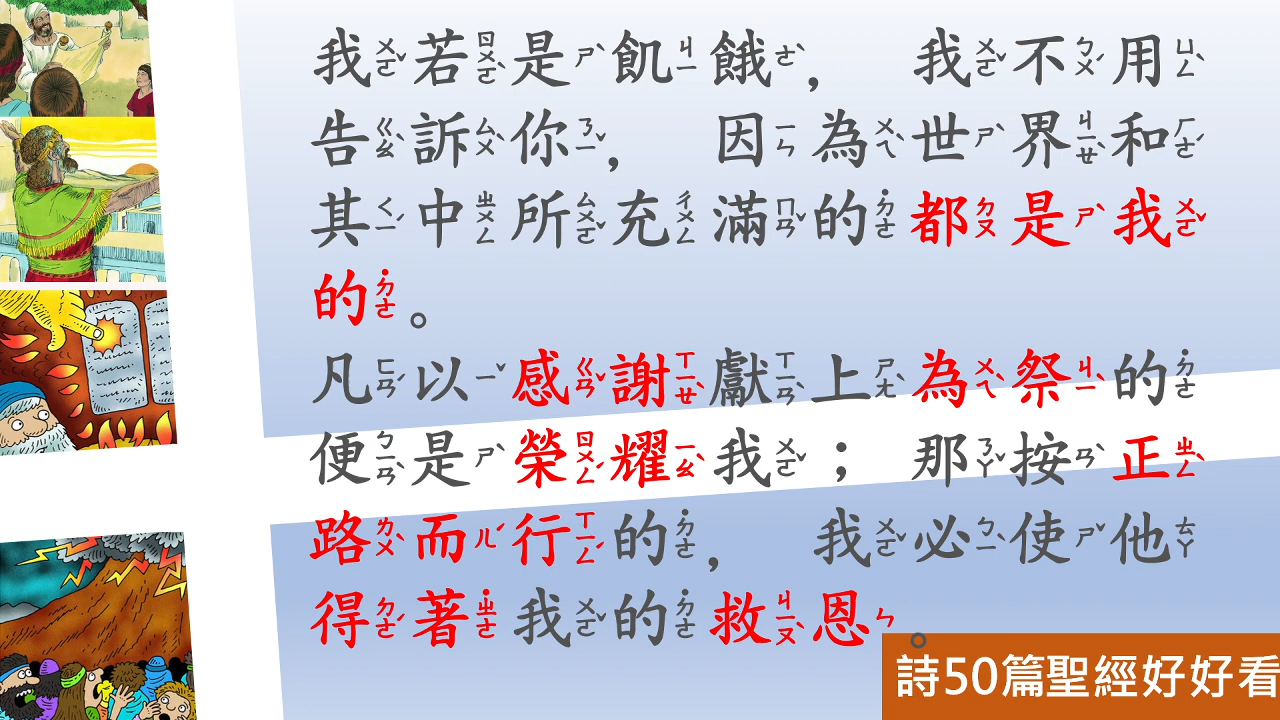 我若是飢餓，　我不用
告訴你，　因為世界和
其中所充滿的都是我
的。
凡以感謝獻上為祭的
便是榮耀我；　那按正
路而行的，　我必使他
得著我的救恩。
詩50篇聖經好好看